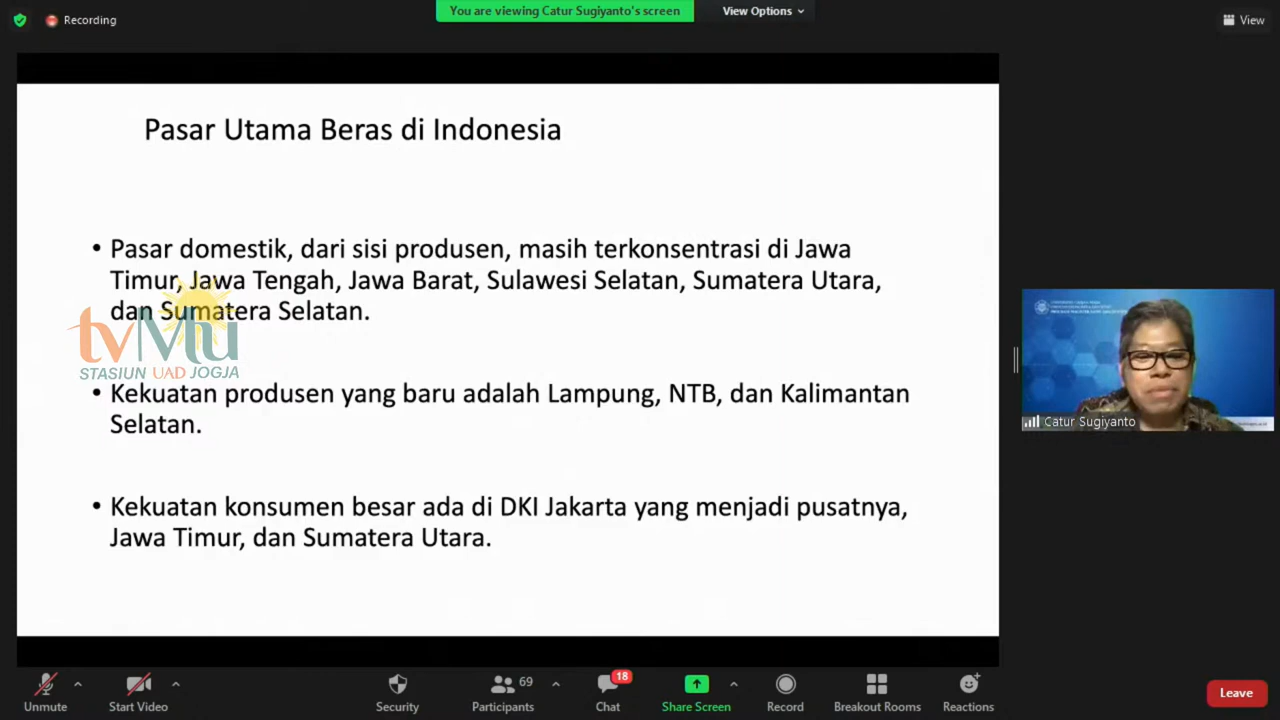 Recording
You are viewing Catur Sugiyanto's screen
View Options
View
Pasar Utama Beras di Indonesia
• Pasar domestik, dari sisi produsen, masih terkonsentrasi di Jawa
Timur, Jawa Tengah, Jawa Barat, Sulawesi Selatan, Sumatera Utara,
dan Sumatera Selatan.
tvMu
STASIUN UAD JOGJA
• Kekuatan produsen yang baru adalah Lampung, NTB, dan Kalimantan
Selatan.
• Kekuatan konsumen besar ada di DKI Jakarta yang menjadi pusatnya,
Jawa Timur, dan Sumatera Utara.
Catur Sugiyanto
Unmute
Start Video
Security
69
Participants
18
Chat
Share Screen
Record
Breakout Rooms
Reactions
Leave